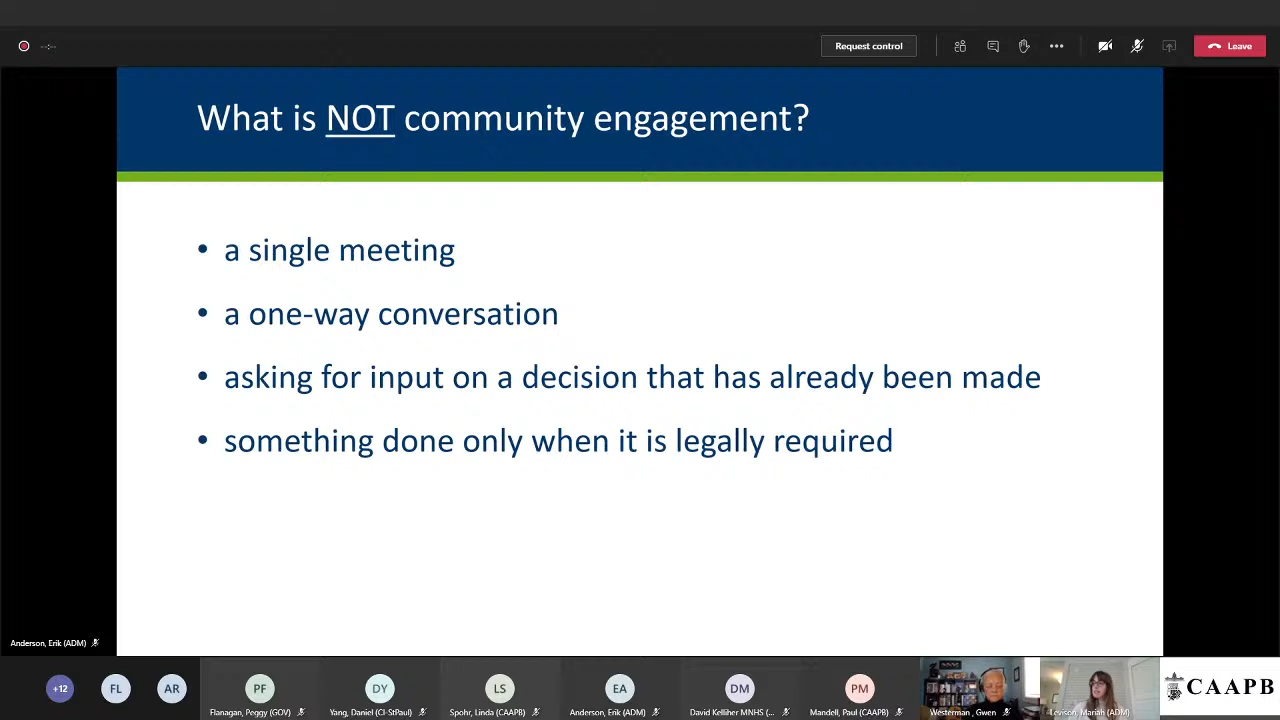 Request control
Leave
What is NOT community engagement?
• a single meeting
• a one-way conversation
• asking for input on a decision that has already been made
• something done only when it is legally required
Anderson, Erik (ADM)
+12
FL
AR
PF
DY
LS
EA
DM
PM
CAAPB
Flanagan, Peggy (GOV)
Yang, Daniel (CI-StPaul)
Spohr, Linda (CAAPB)
Anderson, Erik (ADM)
David Kelliher MNHS (...
Mandell, Paul (CAAPB)
Westerman , Gwen
Levison, Mariah (ADM)